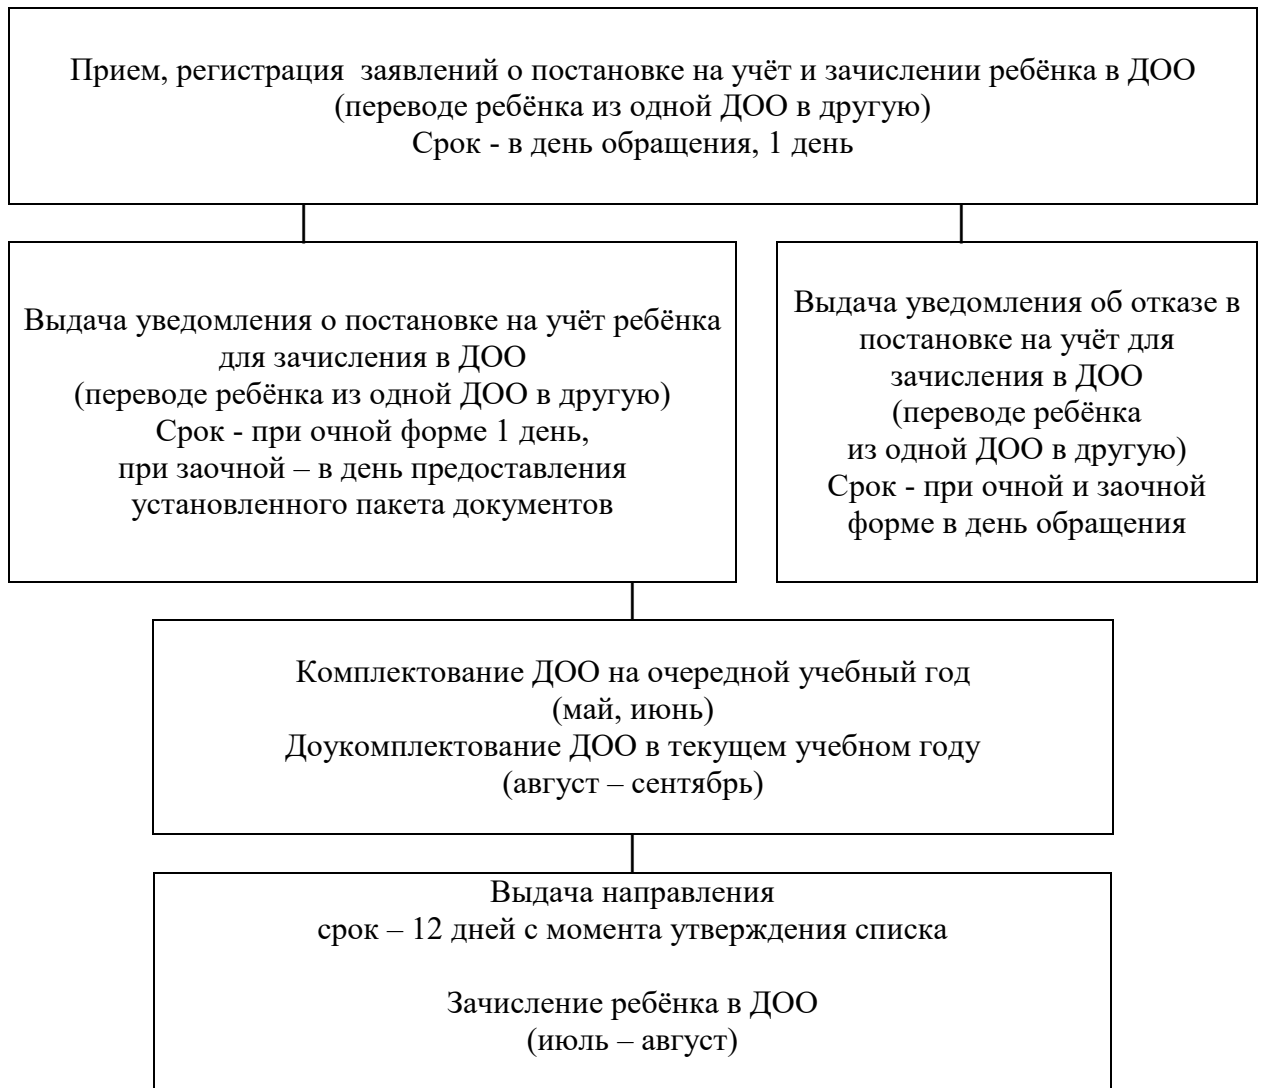 Прием, регистрация  заявлений о постановке на учёт и зачислении ребёнка в ДОО
(переводе ребёнка из одной ДОО в другую)
Срок - в день обращения, 1 день
Выдача уведомления о постановке на учёт ребёнка
для зачисления в ДОО
(переводе ребёнка из одной ДОО в другую)
Срок - при очной форме 1 день,
при заочной – в день предоставления
установленного пакета документов
Выдача уведомления об отказе в
постановке на учёт для
зачисления в ДОО
(переводе ребёнка
из одной ДОО в другую)
Срок - при очной и заочной
форме в день обращения
Комплектование ДОО на очередной учебный год
(май, июнь)
Доукомплектование ДОО в текущем учебном году
(август – сентябрь)
Выдача направления
срок – 12 дней с момента утверждения списка
Зачисление ребёнка в ДОО
(июль – август)